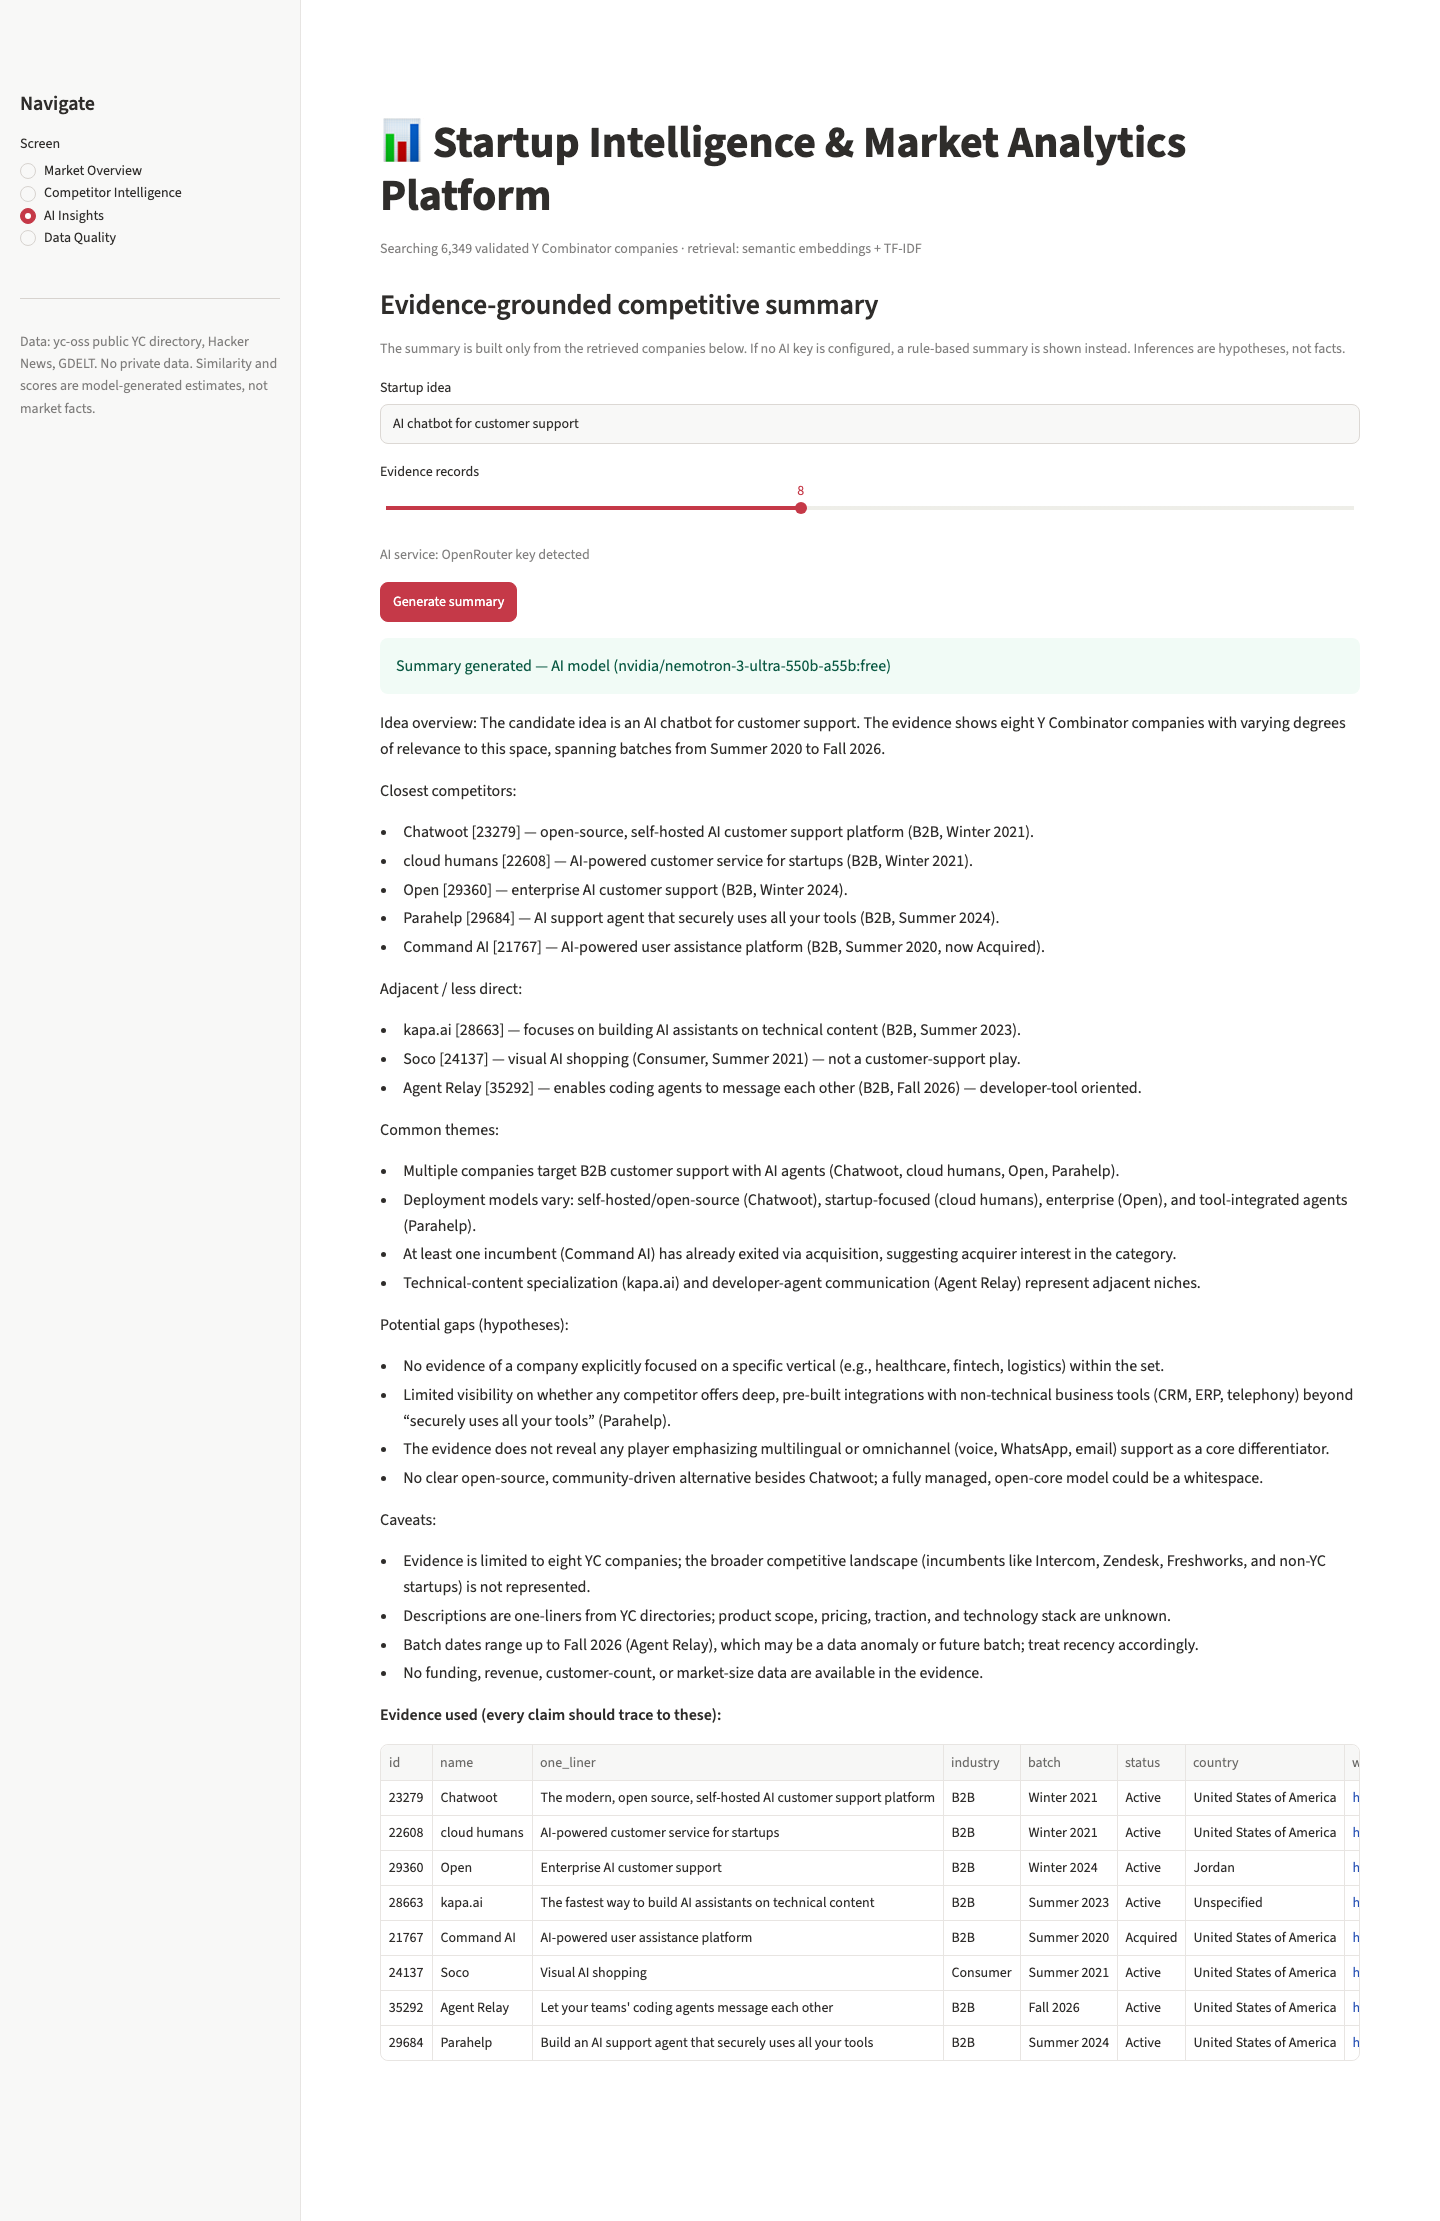 Navigate
Screen
Market Overview
Competitor Intelligence
AI Insights
Data Quality
Data: yc-oss public YC directory, Hacker
News, GDELT. No private data. Similarity and
scores are model-generated estimates, not
market facts.
Startup Intelligence & Market Analytics
Platform
Searching 6,349 validated Y Combinator companies · retrieval: semantic embeddings + TF-IDF
Evidence-grounded competitive summary
The summary is built only from the retrieved companies below. If no AI key is configured, a rule-based summary is shown instead. Inferences are hypotheses, not facts.
Startup idea
AI chatbot for customer support
Evidence records
8
AI service: OpenRouter key detected
Generate summary
Summary generated — AI model (nvidia/nemotron-3-ultra-550b-a55b:free)
Idea overview: The candidate idea is an AI chatbot for customer support. The evidence shows eight Y Combinator companies with varying degrees
of relevance to this space, spanning batches from Summer 2020 to Fall 2026.
Closest competitors:
• Chatwoot [23279] — open-source, self-hosted AI customer support platform (B2B, Winter 2021).
• cloud humans [22608] — AI-powered customer service for startups (B2B, Winter 2021).
• Open [29360] — enterprise AI customer support (B2B, Winter 2024).
• Parahelp [29684] — AI support agent that securely uses all your tools (B2B, Summer 2024).
• Command AI [21767] — AI-powered user assistance platform (B2B, Summer 2020, now Acquired).
Adjacent / less direct:
• kapa.ai [28663] — focuses on building AI assistants on technical content (B2B, Summer 2023).
• Soco [24137] — visual AI shopping (Consumer, Summer 2021) — not a customer-support play.
• Agent Relay [35292] — enables coding agents to message each other (B2B, Fall 2026) — developer-tool oriented.
Common themes:
• Multiple companies target B2B customer support with AI agents (Chatwoot, cloud humans, Open, Parahelp).
• Deployment models vary: self-hosted/open-source (Chatwoot), startup-focused (cloud humans), enterprise (Open), and tool-integrated agents
(Parahelp).
• At least one incumbent (Command AI) has already exited via acquisition, suggesting acquirer interest in the category.
• Technical-content specialization (kapa.ai) and developer-agent communication (Agent Relay) represent adjacent niches.
Potential gaps (hypotheses):
• No evidence of a company explicitly focused on a specific vertical (e.g., healthcare, fintech, logistics) within the set.
• Limited visibility on whether any competitor offers deep, pre-built integrations with non-technical business tools (CRM, ERP, telephony) beyond
“securely uses all your tools” (Parahelp).
• The evidence does not reveal any player emphasizing multilingual or omnichannel (voice, WhatsApp, email) support as a core differentiator.
• No clear open-source, community-driven alternative besides Chatwoot; a fully managed, open-core model could be a whitespace.
Caveats:
• Evidence is limited to eight YC companies; the broader competitive landscape (incumbents like Intercom, Zendesk, Freshworks, and non-YC
startups) is not represented.
• Descriptions are one-liners from YC directories; product scope, pricing, traction, and technology stack are unknown.
• Batch dates range up to Fall 2026 (Agent Relay), which may be a data anomaly or future batch; treat recency accordingly.
• No funding, revenue, customer-count, or market-size data are available in the evidence.
Evidence used (every claim should trace to these):
id name one_liner industry batch status country w
23279 Chatwoot The modern, open source, self-hosted AI customer support platform B2B Winter 2021 Active United States of America h
22608 cloud humans AI-powered customer service for startups B2B Winter 2021 Active United States of America h
29360 Open Enterprise AI customer support B2B Winter 2024 Active Jordan h
28663 kapa.ai The fastest way to build AI assistants on technical content B2B Summer 2023 Active Unspecified h
21767 Command AI AI-powered user assistance platform B2B Summer 2020 Acquired United States of America h
24137 Soco Visual AI shopping Consumer Summer 2021 Active United States of America h
35292 Agent Relay Let your teams' coding agents message each other B2B Fall 2026 Active United States of America h
29684 Parahelp Build an AI support agent that securely uses all your tools B2B Summer 2024 Active United States of America h